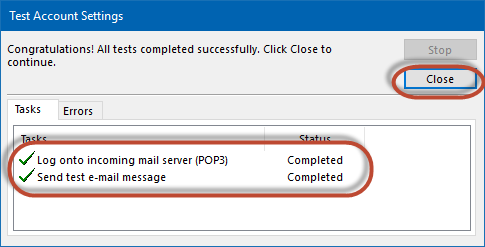 Test Account Settings
Congratulations! All tests completed successfully. Click Close to
continue.
Stop
Close
Tasks Errors
Tasks Status
Log onto incoming mail server (POP3) Completed
Send test e-mail message Completed